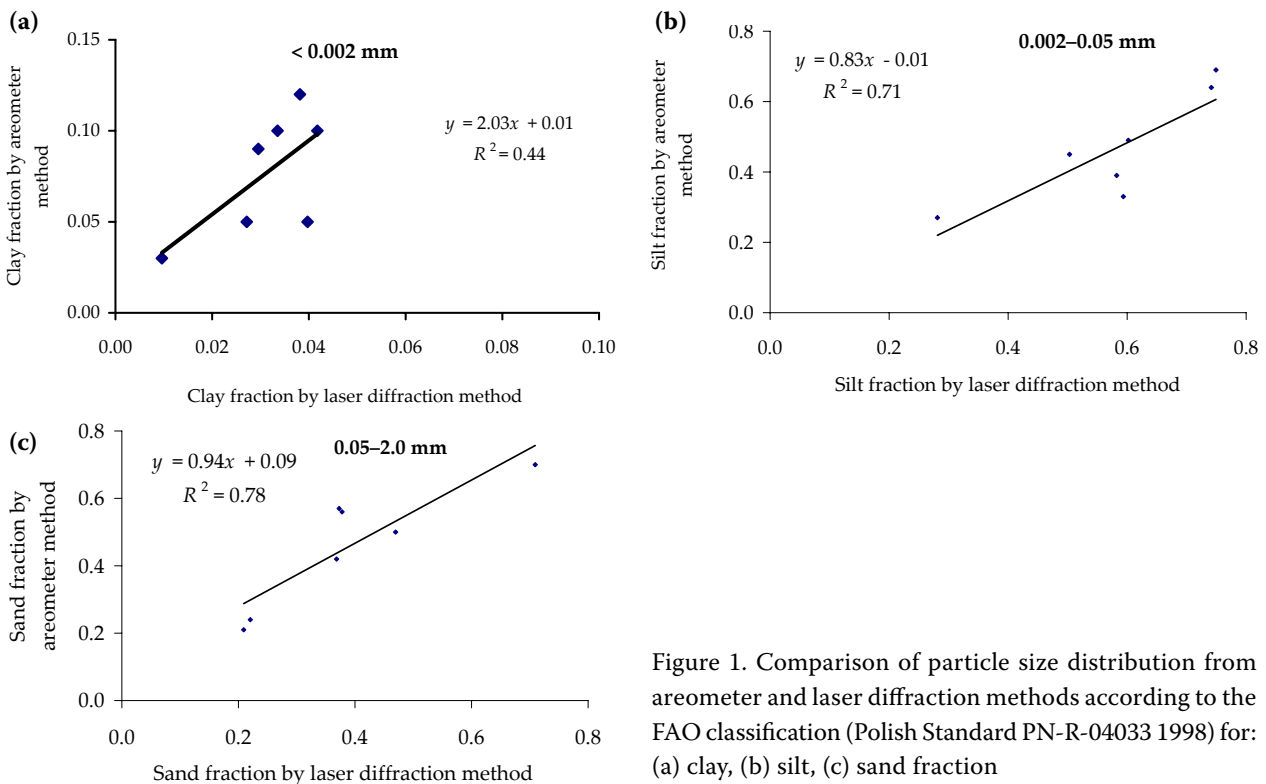 (a)
< 0.002 mm
y = 2.03x + 0.01
R 2 = 0.44
Clay fraction by areometer
method
0.15
0.10
0.05
0.00
0.00 0.02 0.04 0.06 0.08 0.10
Clay fraction by laser diffraction method
(b)
0.002–0.05 mm
y = 0.83x - 0.01
R 2 = 0.71
Silt fraction by areometer
method
0.8
0.6
0.4
0.2
0.0
0.0 0.2 0.4 0.6 0.8
Silt fraction by laser diffraction method
(c)
0.05–2.0 mm
y = 0.94x + 0.09
R 2 = 0.78
Sand fraction by
areometer method
0.8
0.6
0.4
0.2
0.0
0.0 0.2 0.4 0.6 0.8
Sand fraction by laser diffraction method
Figure 1. Comparison of particle size distribution from
areometer and laser diffraction methods according to the
FAO classification (Polish Standard PN-R-04033 1998) for:
(a) clay, (b) silt, (c) sand fraction